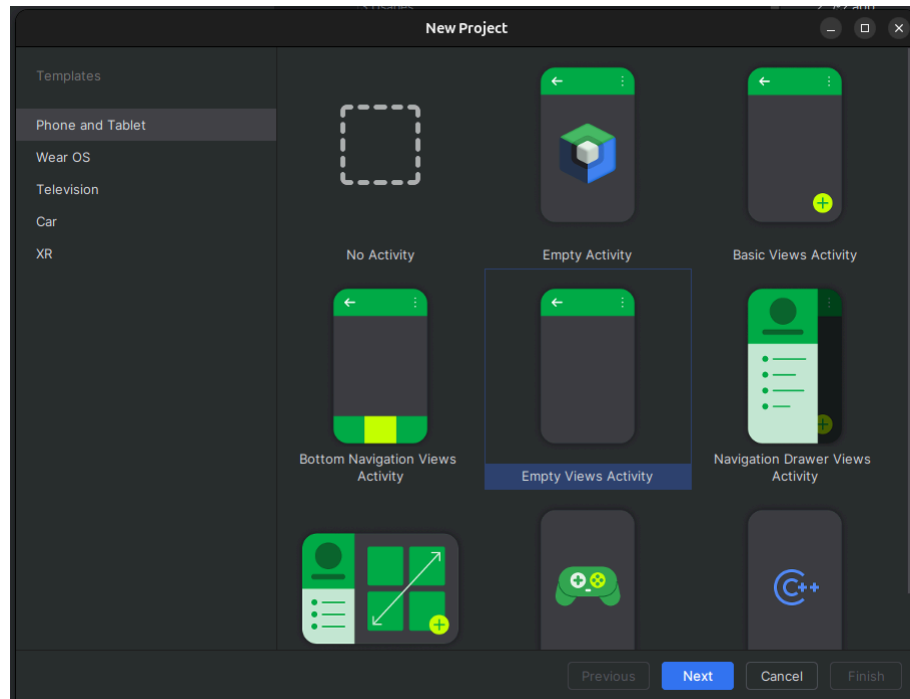 New Project
Templates
Phone and Tablet
Wear OS
Television
Car
XR
No Activity
Empty Activity
Basic Views Activity
Bottom Navigation Views
Activity
Empty Views Activity
Navigation Drawer Views
Activity
C++
Previous
Next
Cancel
Finish